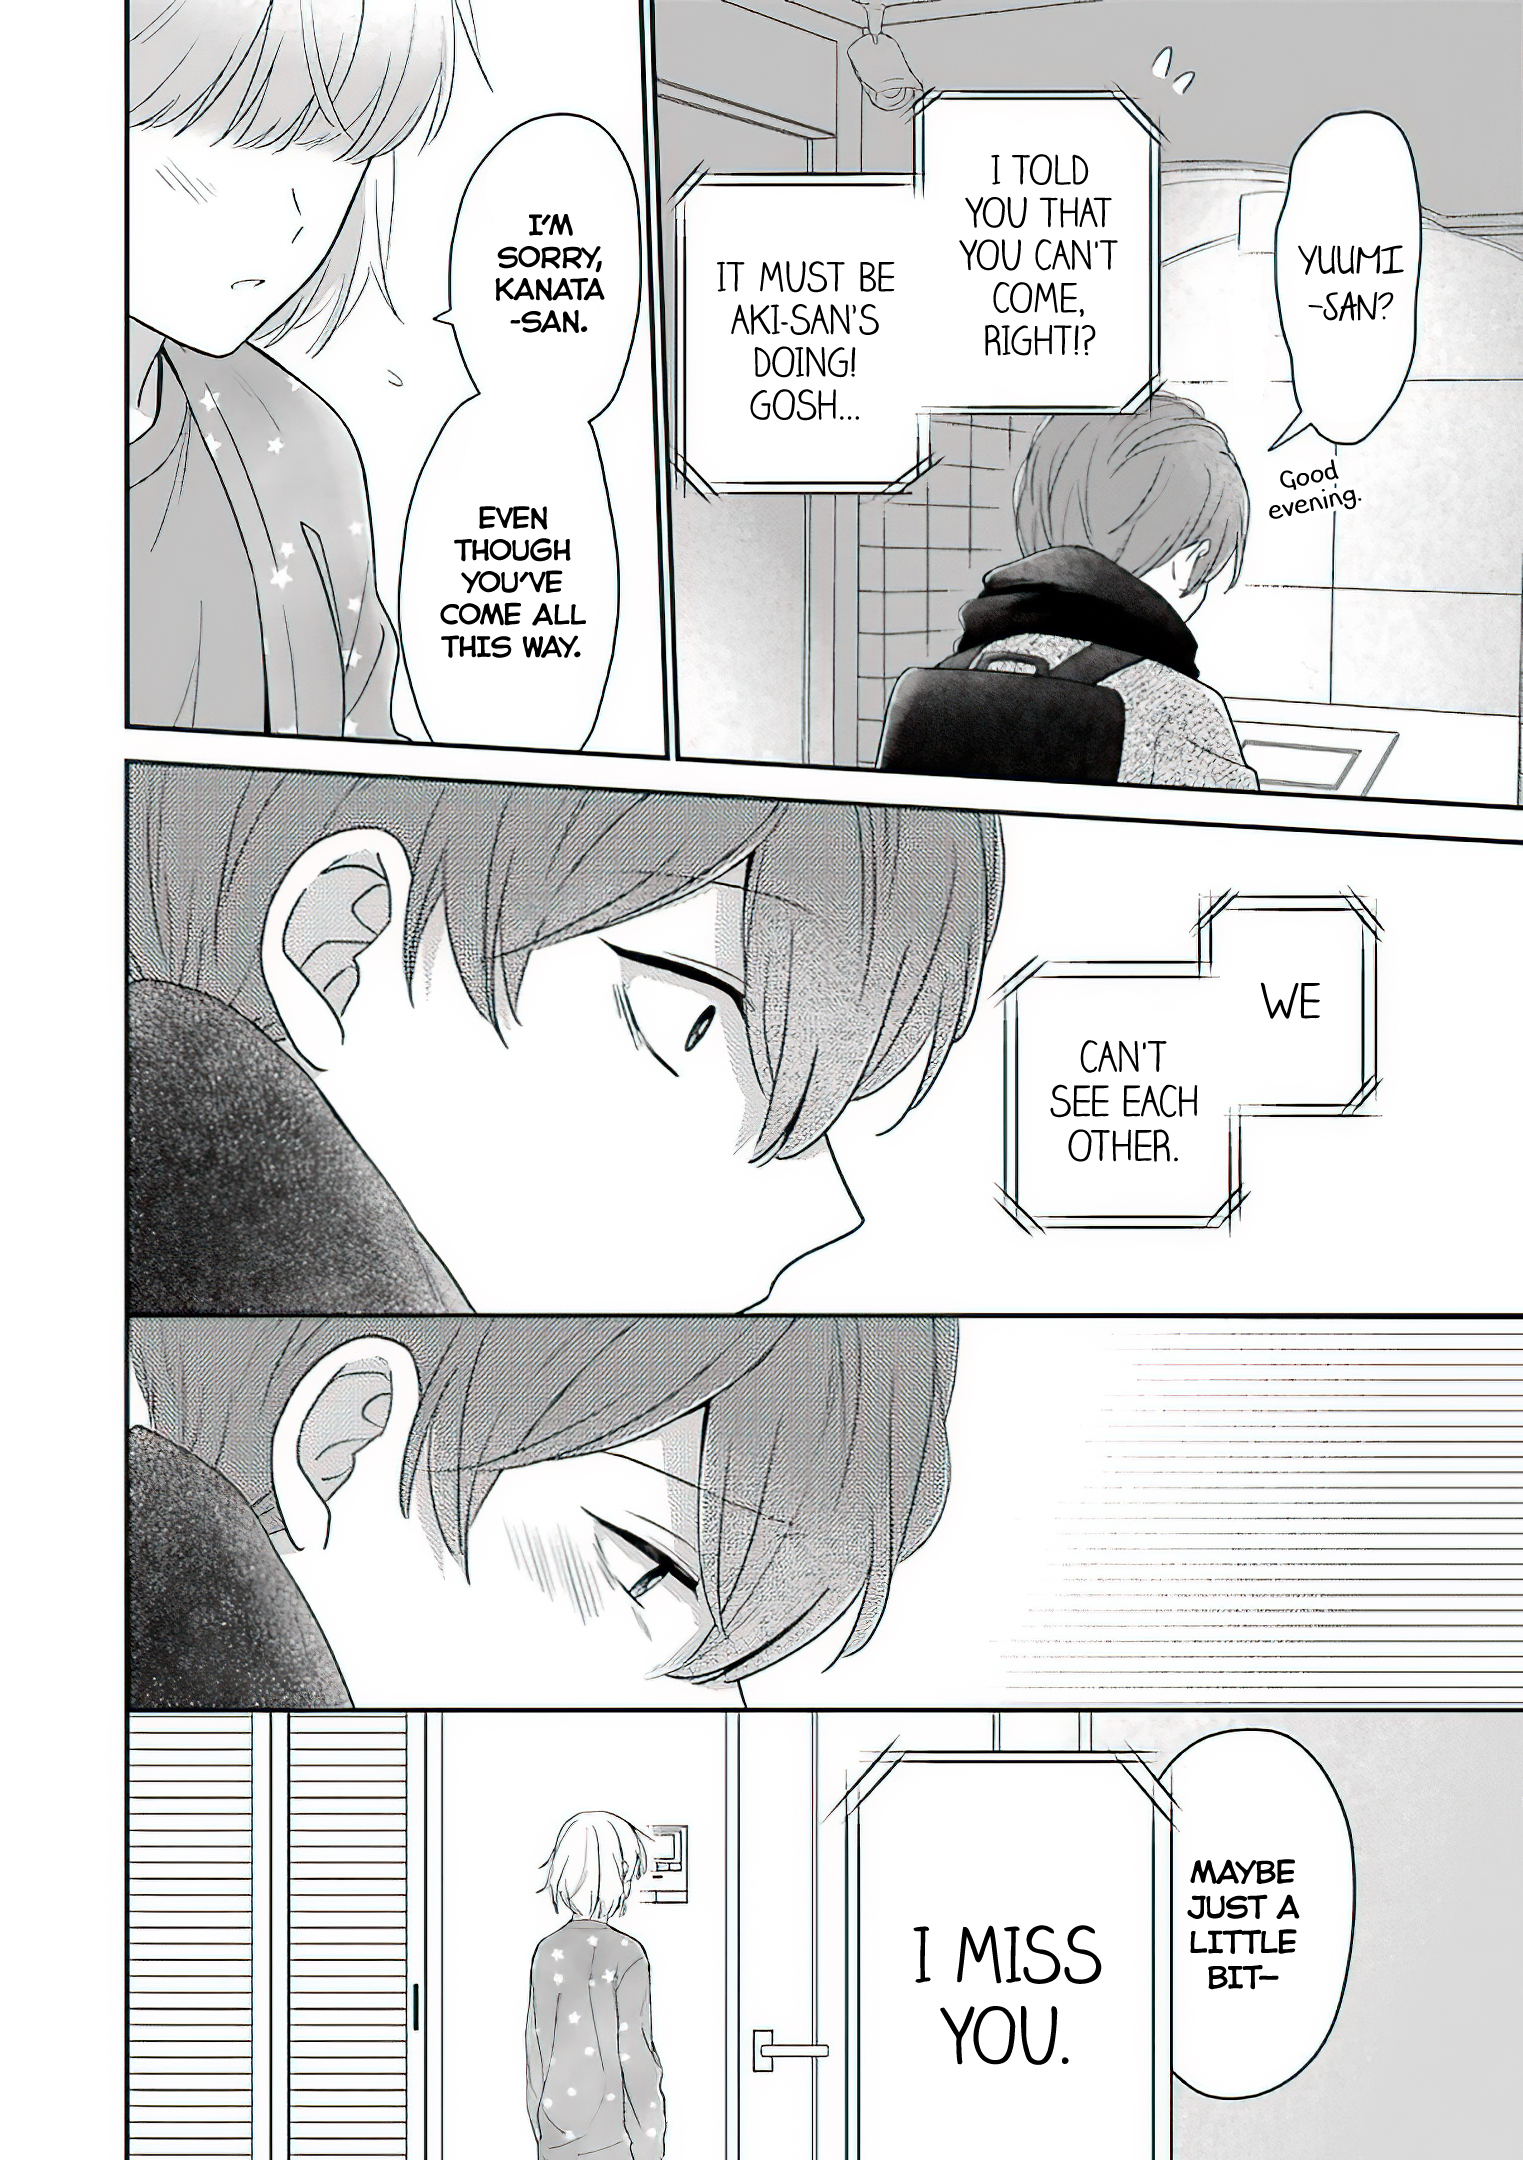 YUUMI
-SAN?
Good
evening.
I TOLD
YOU THAT
YOU CAN'T
COME,
RIGHT!?
IT MUST BE
AKI-SAN'S
DOING!
GOSH...
I'M
SORRY,
KANATA
-SAN.
EVEN
THOUGH
YOU'VE
COME ALL
THIS WAY.
WE
CAN'T
SEE EACH
OTHER.
MAYBE
JUST A
LITTLE
BIT–
I MISS
YOU.